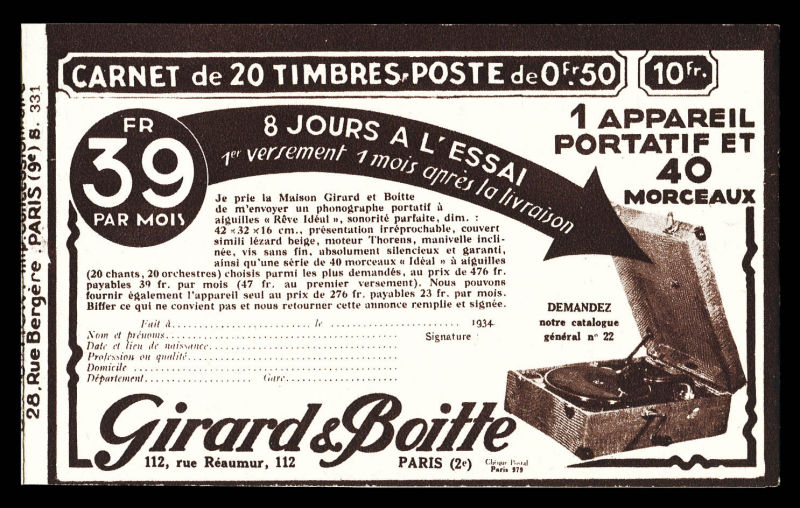 CARNET de 20 TIMBRES-POSTE de 0Fr.50
10Fr.
28, Rue Bergère. PARIS (9e) S. 331
FR
39
PAR MOIS
8 JOURS A L'ESSAI
1er versement 1 mois après la livraison
1 APPAREIL
PORTATIF ET
40
MORCEAUX
Je prie la Maison Girard et Boitte
de m'envoyer un phonographe portatif à
aiguilles « Rêve Idéal », sonorité parfaite, dim. :
42 × 32 × 16 cm., présentation irréprochable, couvert
simili lézard beige, moteur Thorens, manivelle incli-
née, vis sans fin, absolument silencieux et garanti,
ainsi qu'une série de 40 morceaux « Idéal » à aiguilles
(20 chants, 20 orchestres) choisis parmi les plus demandés, au prix de 476 fr.
payables 39 fr. par mois (47 fr. au premier versement). Nous pouvons
fournir également l'appareil seul au prix de 276 fr. payables 23 fr. par mois.
Biffer ce qui ne convient pas et nous retourner cette annonce remplie et signée.
Fait à ........ le ........ 1934
Nom et prénoms........
Signature :
Date et lieu de naissance........
Profession ou qualité........
Domicile ........
Département........ Gare........
DEMANDEZ
notre catalogue
général n° 22
Girard & Boitte
112, rue Réaumur, 112 PARIS (2e)
Chèque Postal
Paris 979